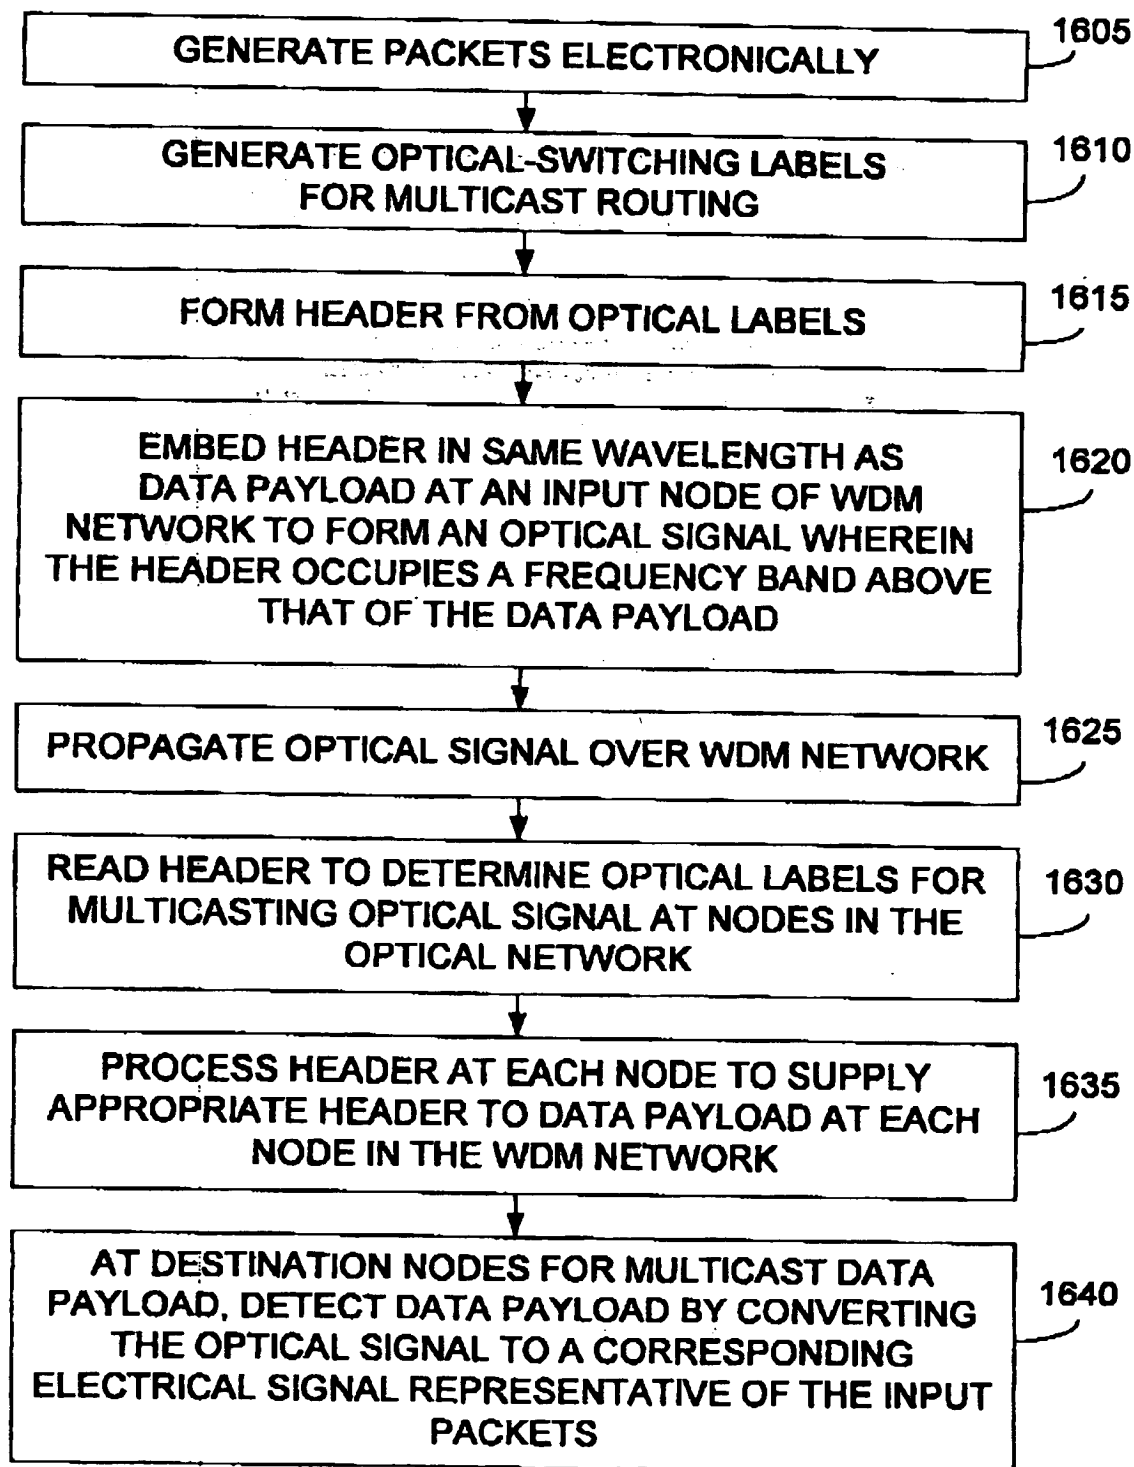 GENERATE PACKETS ELECTRONICALLY
1605
GENERATE OPTICAL-SWITCHING LABELS
FOR MULTICAST ROUTING
1610
FORM HEADER FROM OPTICAL LABELS
1615
EMBED HEADER IN SAME WAVELENGTH AS
DATA PAYLOAD AT AN INPUT NODE OF WDM
NETWORK TO FORM AN OPTICAL SIGNAL WHEREIN
THE HEADER OCCUPIES A FREQUENCY BAND ABOVE
THAT OF THE DATA PAYLOAD
1620
PROPAGATE OPTICAL SIGNAL OVER WDM NETWORK
1625
READ HEADER TO DETERMINE OPTICAL LABELS FOR
MULTICASTING OPTICAL SIGNAL AT NODES IN THE
OPTICAL NETWORK
1630
PROCESS HEADER AT EACH NODE TO SUPPLY
APPROPRIATE HEADER TO DATA PAYLOAD AT EACH
NODE IN THE WDM NETWORK
1635
AT DESTINATION NODES FOR MULTICAST DATA
PAYLOAD, DETECT DATA PAYLOAD BY CONVERTING
THE OPTICAL SIGNAL TO A CORRESPONDING
ELECTRICAL SIGNAL REPRESENTATIVE OF THE INPUT
PACKETS
1640